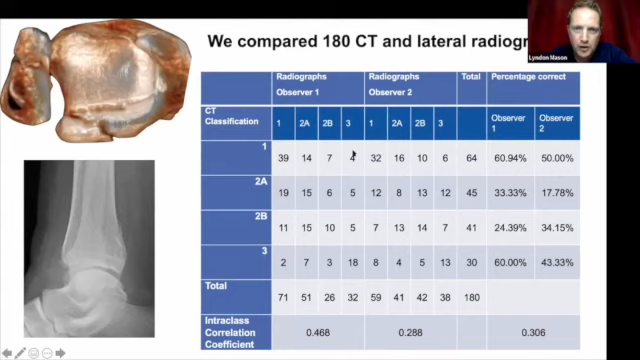 We compared 180 CT and lateral radiog
Lyndon Mason
Radiographs Observer 1 Radiographs Observer 2 Total Percentage correct
CT Classification 1 2A 2B 3 1 2A 2B 3 Observer 1 Observer 2
1 39 14 7 4 32 16 10 6 64 60.94% 50.00%
2A 19 15 6 5 12 8 13 12 45 33.33% 17.78%
2B 11 15 10 5 7 13 14 7 41 24.39% 34.15%
3 2 7 3 18 8 4 5 13 30 60.00% 43.33%
Total 71 51 26 32 59 41 42 38 180
Intraclass Correlation Coefficient 0.468 0.288 0.306